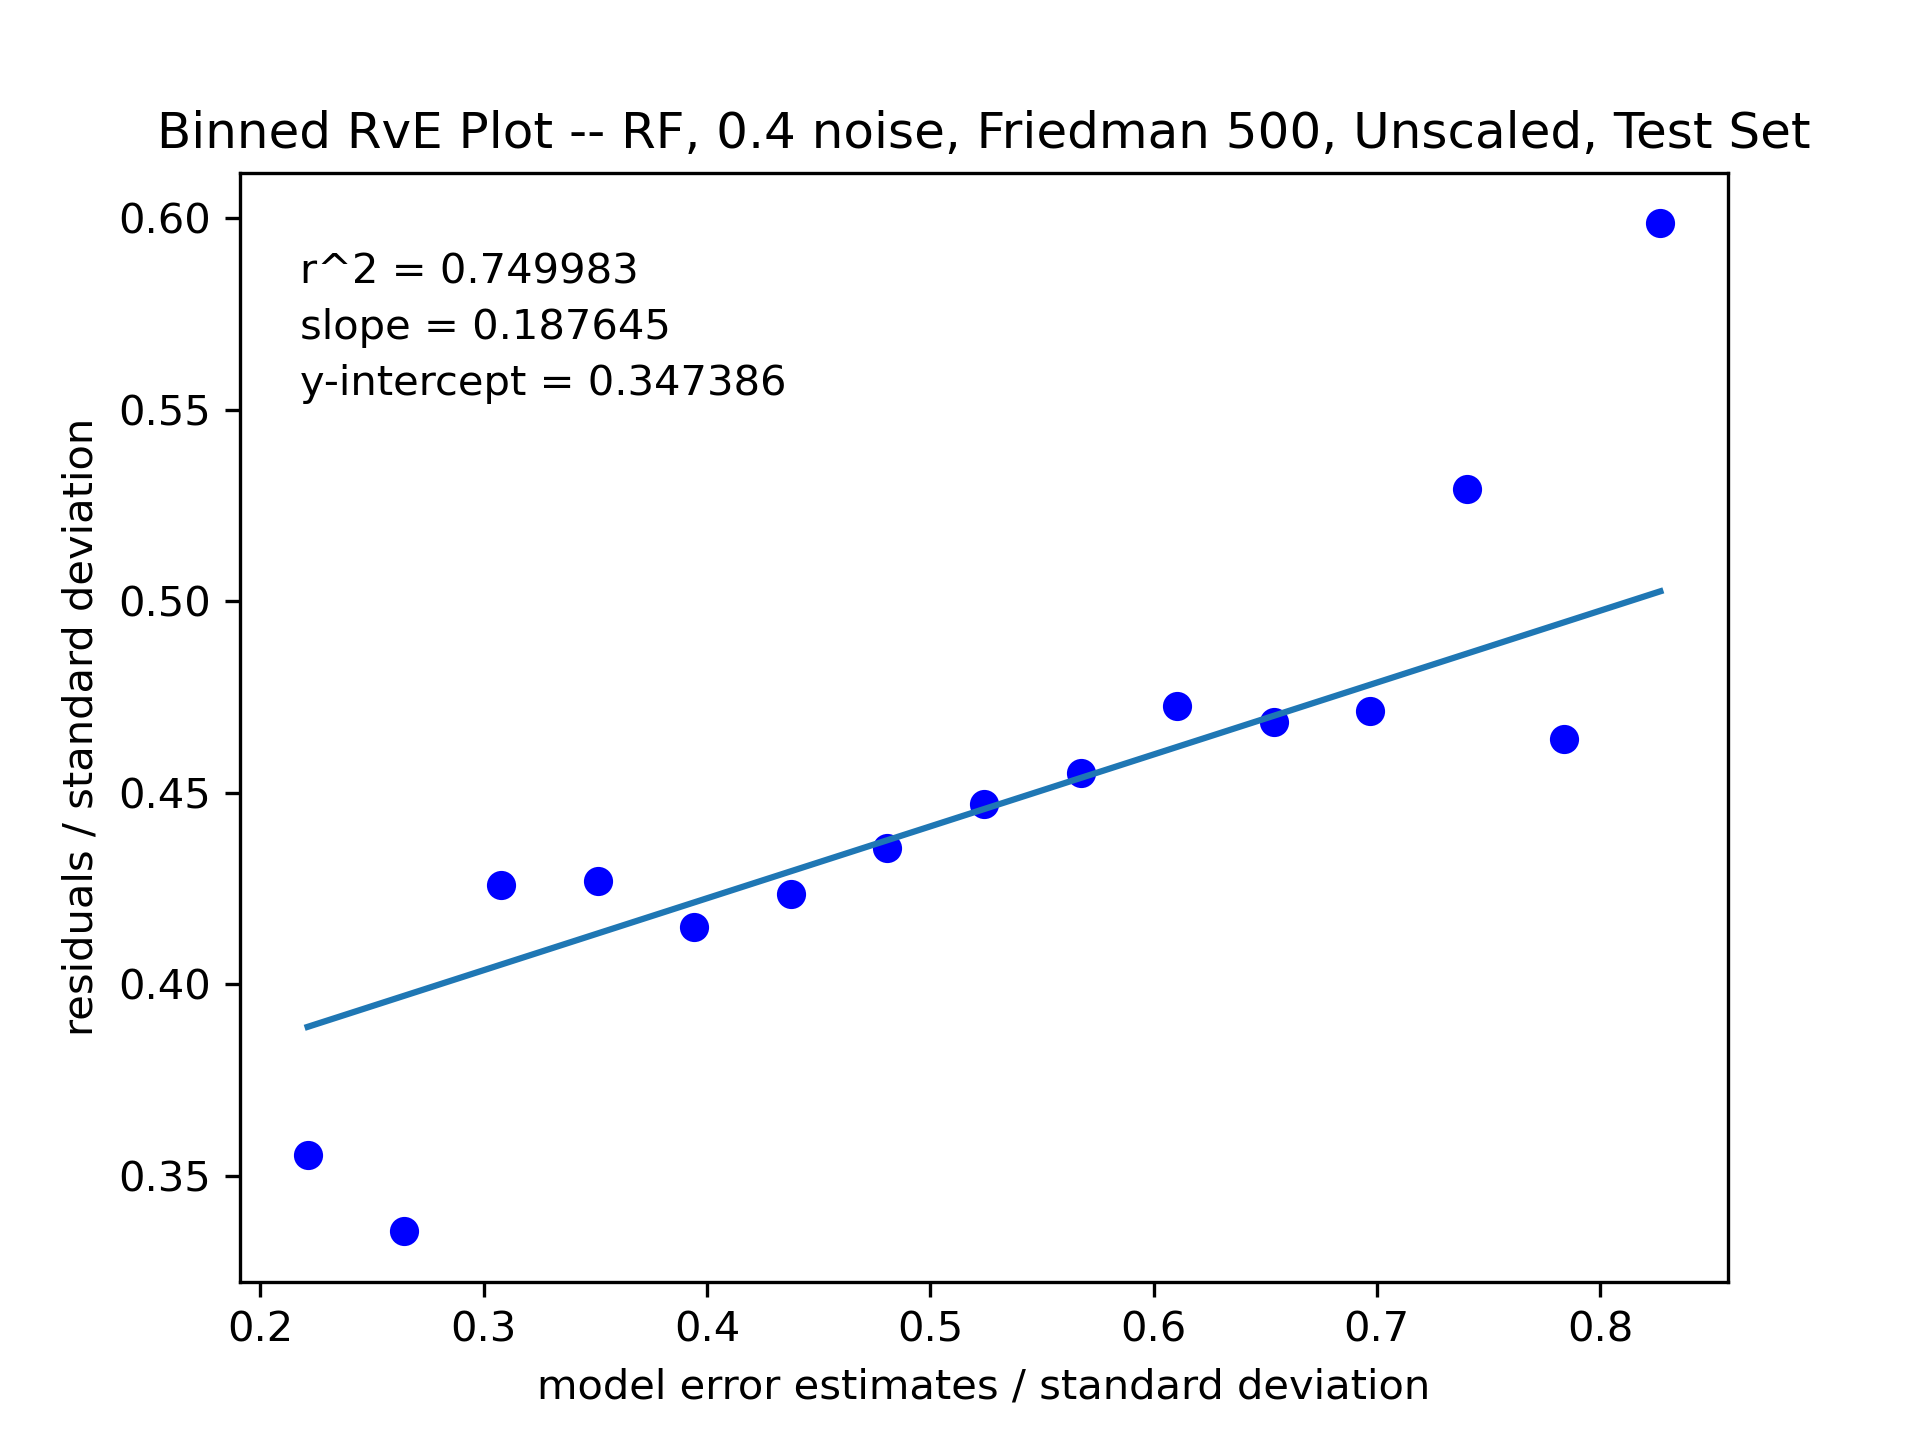 Binned RvE Plot -- RF, 0.4 noise, Friedman 500, Unscaled, Test Set
r^2 = 0.749983
slope = 0.187645
y-intercept = 0.347386
0.60
0.55
0.50
0.45
0.40
0.35
residuals / standard deviation
0.2 0.3 0.4 0.5 0.6 0.7 0.8
model error estimates / standard deviation